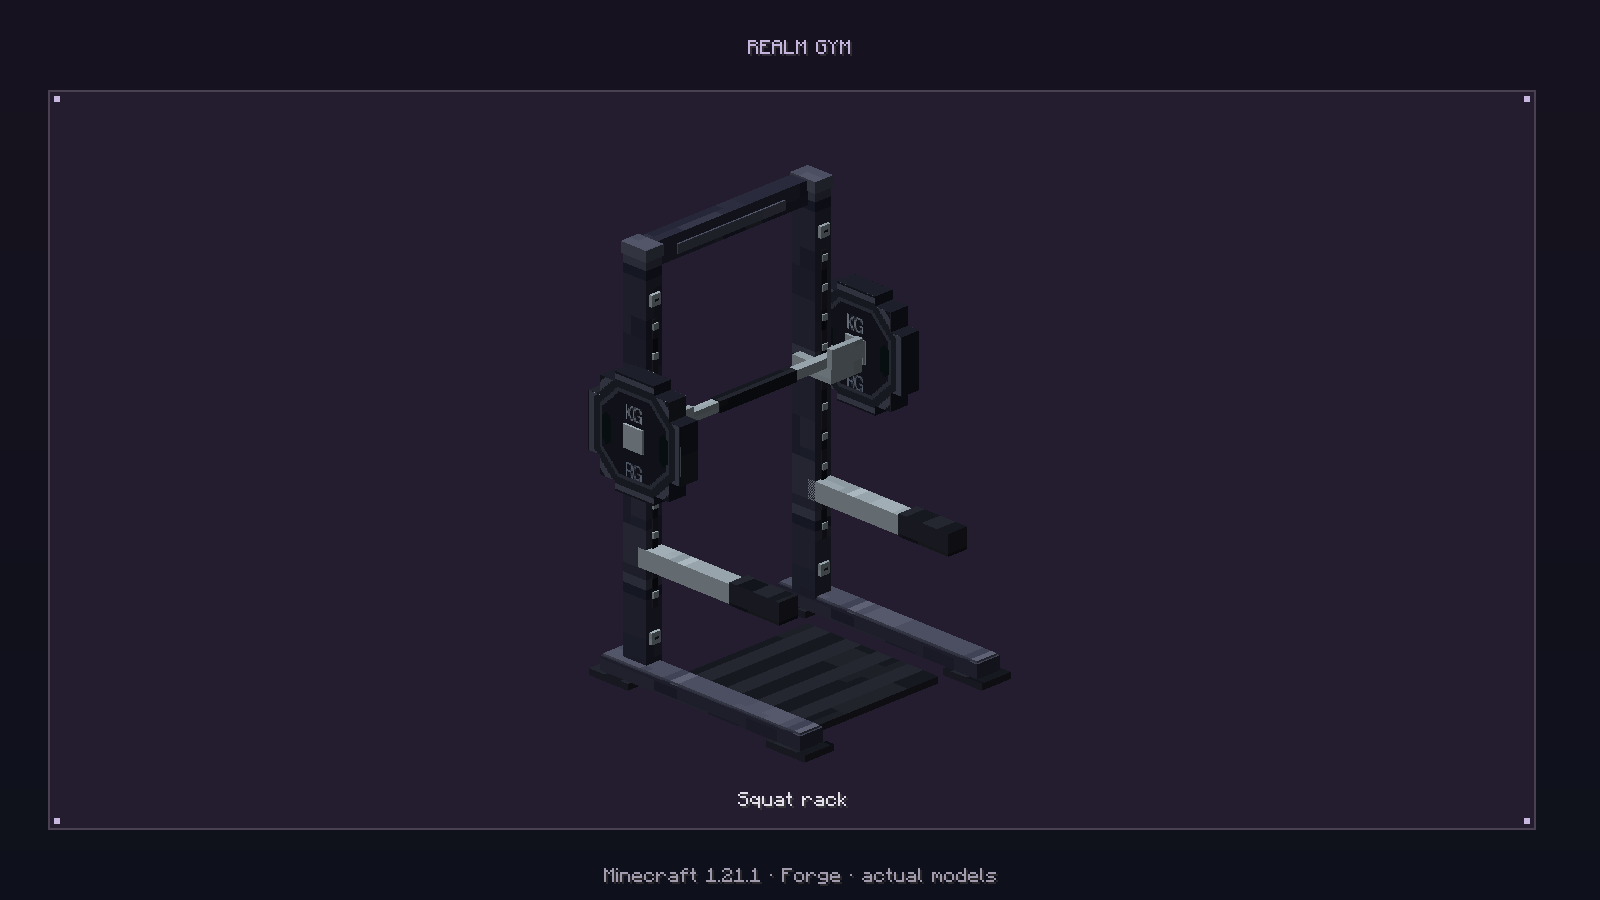 REALM GYM
KG
RG
KG
RG
Squat rack
Minecraft 1.21.1 · Forge · actual models